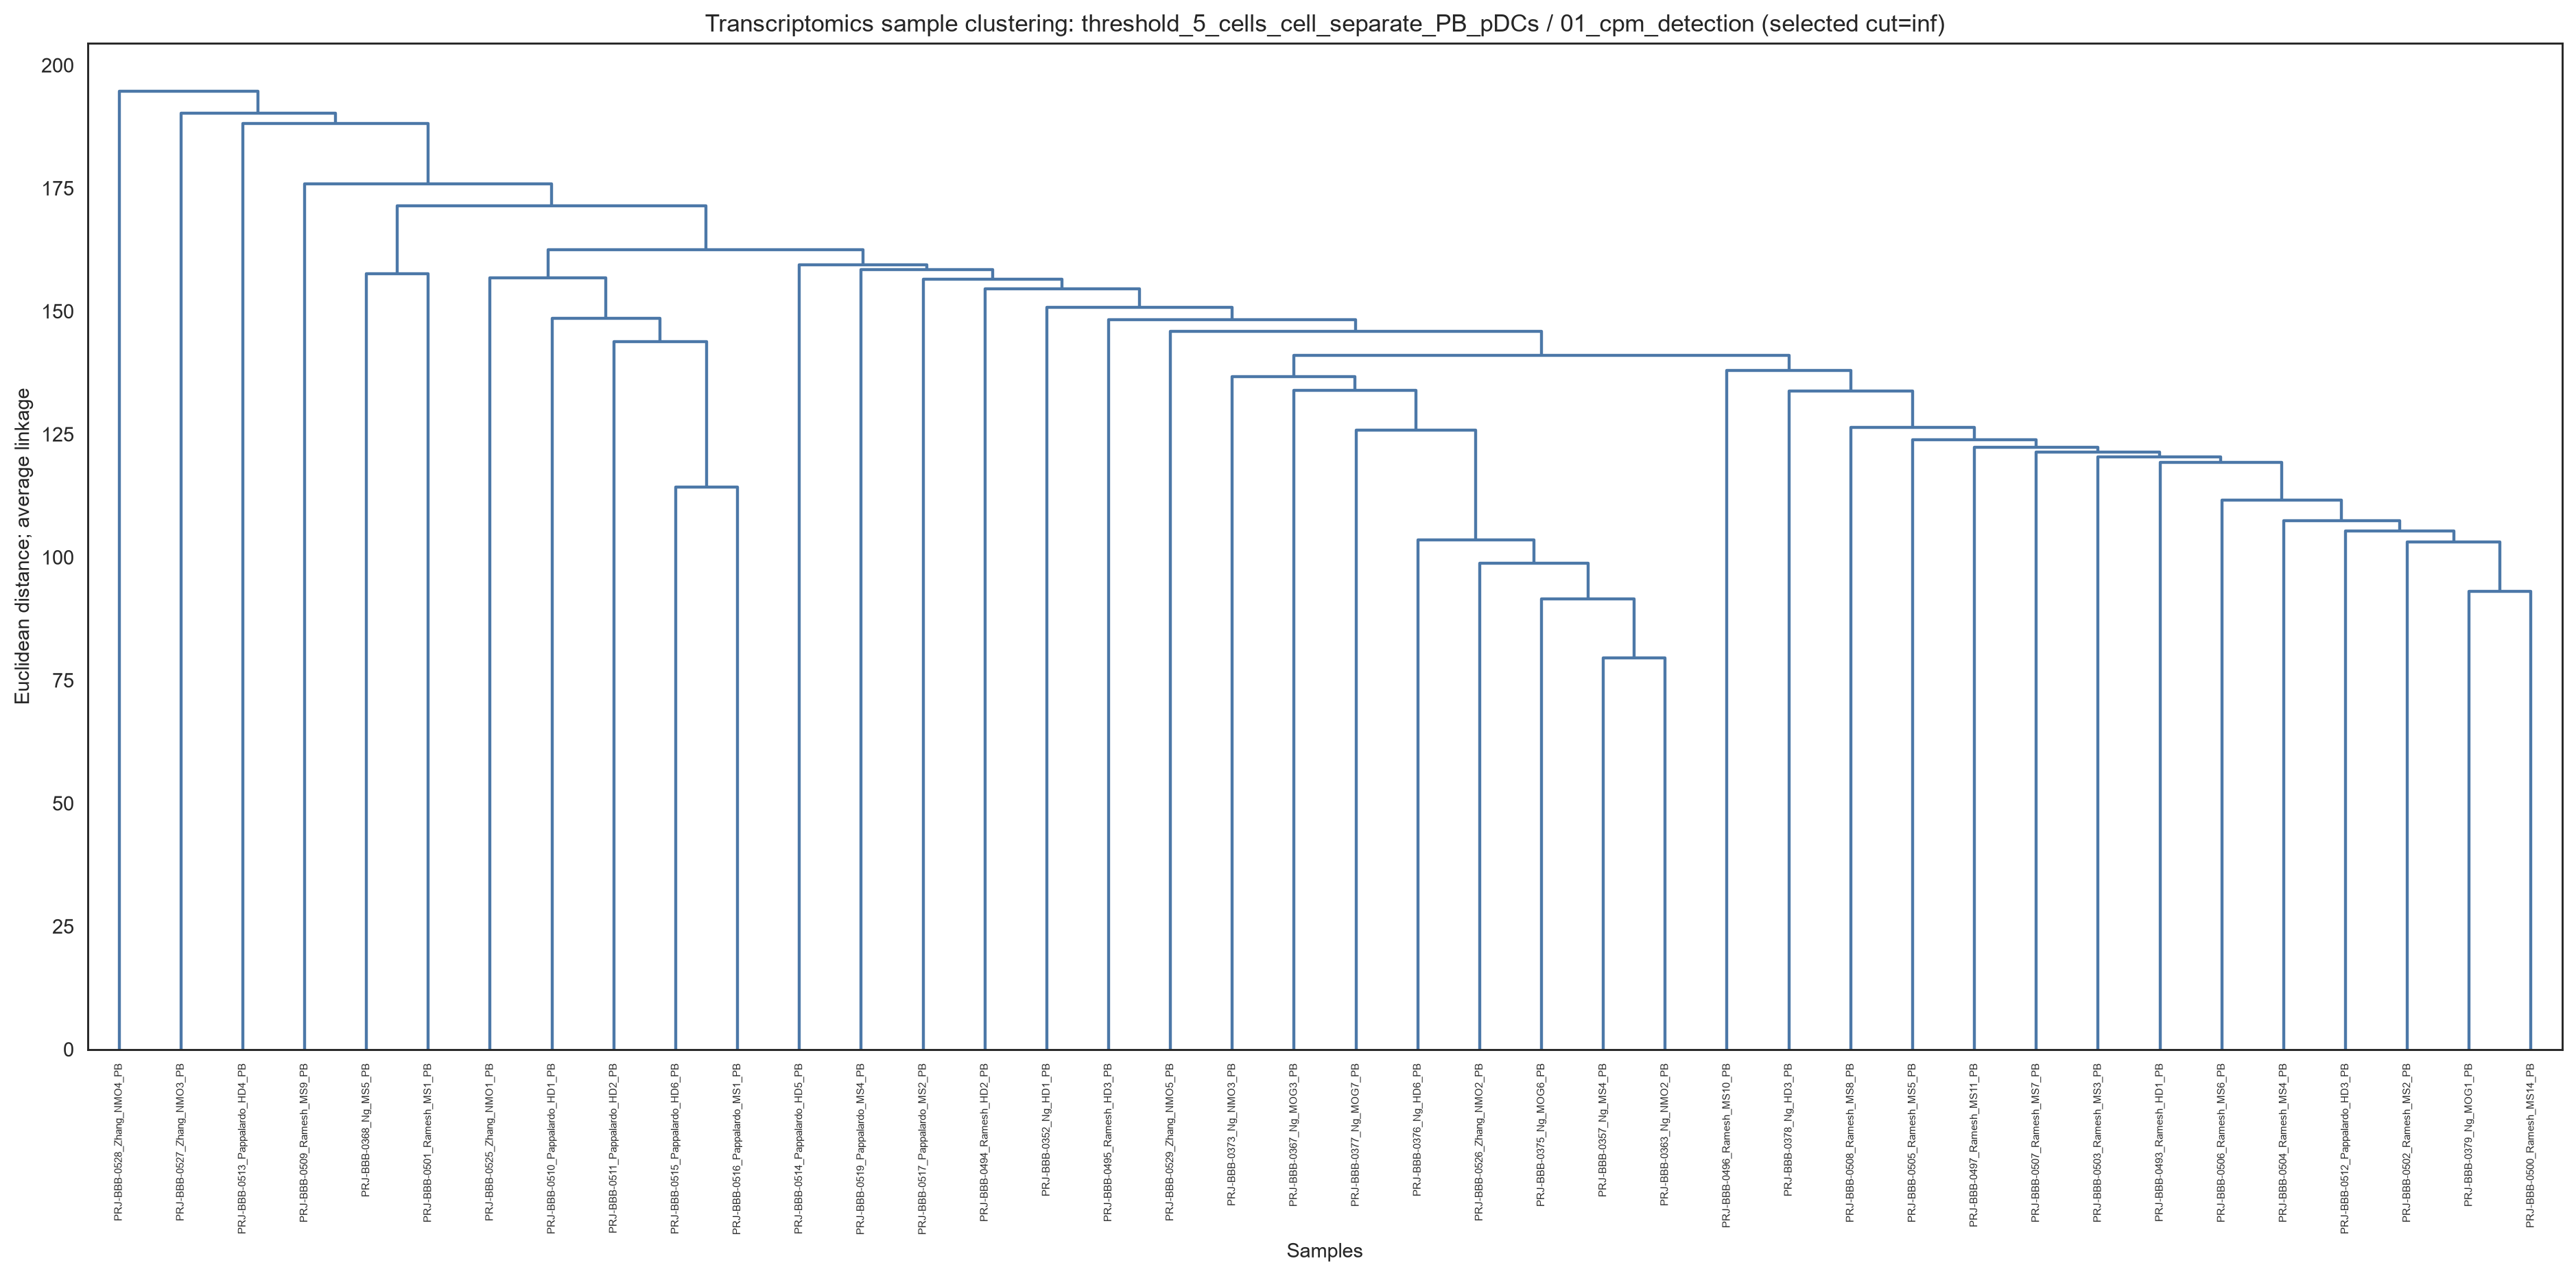 Transcriptomics sample clustering: threshold_5_cells_cell_separate_PB_pDCs / 01_cpm_detection (selected cut=inf)
Euclidean distance; average linkage
200
175
150
125
100
75
50
25
0
PRJ-BBB-0528_Zhang_NMO4_PB
PRJ-BBB-0527_Zhang_NMO3_PB
PRJ-BBB-0513_Pappalardo_HD4_PB
PRJ-BBB-0509_Ramesh_MS9_PB
PRJ-BBB-0368_Ng_MS5_PB
PRJ-BBB-0501_Ramesh_MS1_PB
PRJ-BBB-0525_Zhang_NMO1_PB
PRJ-BBB-0510_Pappalardo_HD1_PB
PRJ-BBB-0511_Pappalardo_HD2_PB
PRJ-BBB-0515_Pappalardo_HD6_PB
PRJ-BBB-0516_Pappalardo_MS1_PB
PRJ-BBB-0514_Pappalardo_HD5_PB
PRJ-BBB-0519_Pappalardo_MS4_PB
PRJ-BBB-0517_Pappalardo_MS2_PB
PRJ-BBB-0494_Ramesh_HD2_PB
PRJ-BBB-0352_Ng_HD1_PB
PRJ-BBB-0495_Ramesh_HD3_PB
PRJ-BBB-0529_Zhang_NMO5_PB
PRJ-BBB-0373_Ng_NMO3_PB
PRJ-BBB-0367_Ng_MOG3_PB
PRJ-BBB-0377_Ng_MOG7_PB
PRJ-BBB-0376_Ng_HD6_PB
PRJ-BBB-0526_Zhang_NMO2_PB
PRJ-BBB-0375_Ng_MOG6_PB
PRJ-BBB-0357_Ng_MS4_PB
PRJ-BBB-0363_Ng_NMO2_PB
PRJ-BBB-0496_Ramesh_MS10_PB
PRJ-BBB-0378_Ng_HD3_PB
PRJ-BBB-0508_Ramesh_MS8_PB
PRJ-BBB-0505_Ramesh_MS5_PB
PRJ-BBB-0497_Ramesh_MS11_PB
PRJ-BBB-0507_Ramesh_MS7_PB
PRJ-BBB-0503_Ramesh_MS3_PB
PRJ-BBB-0493_Ramesh_HD1_PB
PRJ-BBB-0506_Ramesh_MS6_PB
PRJ-BBB-0504_Ramesh_MS4_PB
PRJ-BBB-0512_Pappalardo_HD3_PB
PRJ-BBB-0502_Ramesh_MS2_PB
PRJ-BBB-0379_Ng_MOG1_PB
PRJ-BBB-0500_Ramesh_MS14_PB
Samples